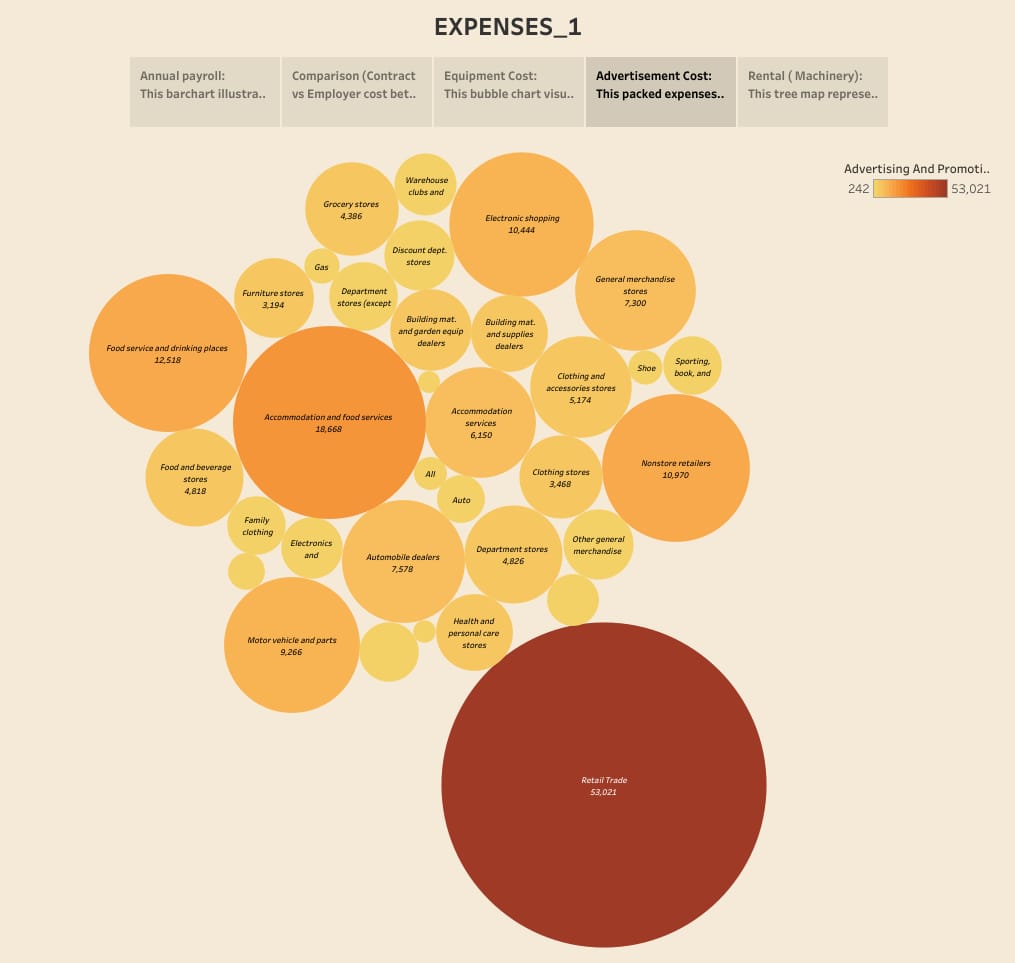 EXPENSES_1
Annual payroll:
This barchart illustra..
Comparison (Contract
vs Employer cost bet..
Equipment Cost:
This bubble chart visu..
Advertisement Cost:
This packed expenses..
Rental ( Machinery):
This tree map represe..
Advertising And Promoti..
242
53,021
Warehouse
clubs and
Grocery stores
4,386
Electronic shopping
10,444
Discount dept.
stores
Gas
General merchandise
stores
7,300
Furniture stores
3,194
Department
stores (except
Building mat.
and garden equip
dealers
Building mat.
and supplies
dealers
Food service and drinking places
12,518
Shoe
Sporting,
book, and
Clothing and
accessories stores
5,174
Accommodation and food services
18,668
Accommodation
services
6,150
Food and beverage
stores
4,818
All
Clothing stores
3,468
Nonstore retailers
10,970
Auto
Family
clothing
Electronics
and
Automobile dealers
7,578
Department stores
4,826
Other general
merchandise
Motor vehicle and parts
9,266
Health and
personal care
stores
Retail Trade
53,021